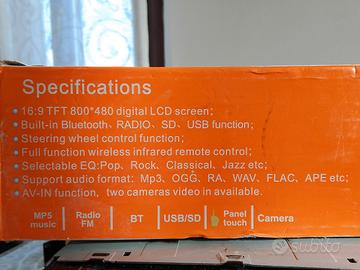 Specifications
• 16:9 TFT 800*480 digital LCD screen;
• Built-in Bluetooth、RADIO、SD、USB function;
• Steering wheel control function;
• Full function wireless infrared remote control;
• Selectable EQ:Pop, Rock, Classical, Jazz etc;
• Support audio format: Mp3, OGG, RA, WAV, FLAC, APE etc;
• AV-IN function, two cameras video in available.
MP5 music
Radio FM
BT
USB/SD
Panel touch
Camera
subito